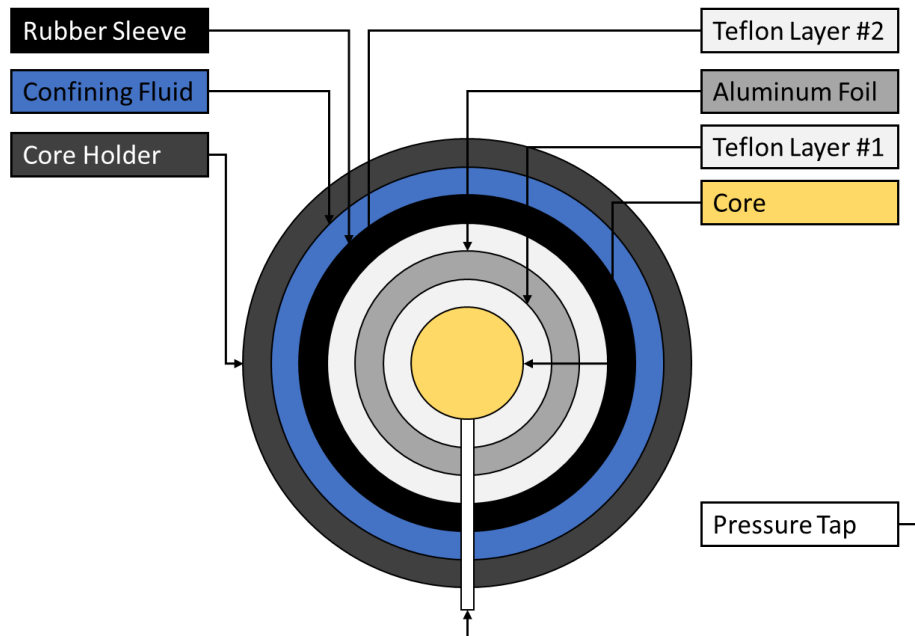 Rubber Sleeve
Confining Fluid
Core Holder
Teflon Layer #2
Aluminum Foil
Teflon Layer #1
Core
Pressure Tap